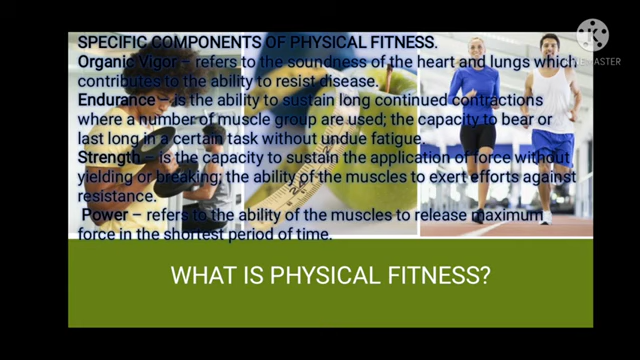 SPECIFIC COMPONENTS OF PHYSICAL FITNESS.
Organic Vigor – refers to the soundness of the heart and lungs which
contributes to the ability to resist disease.
Endurance – is the ability to sustain long continued contractions
where a number of muscle group are used; the capacity to bear or
last long in a certain task without undue fatigue.
Strength – is the capacity to sustain the application of force without
yielding or breaking; the ability of the muscles to exert efforts against
resistance.
Power – refers to the ability of the muscles to release maximum
force in the shortest period of time.
WHAT IS PHYSICAL FITNESS?